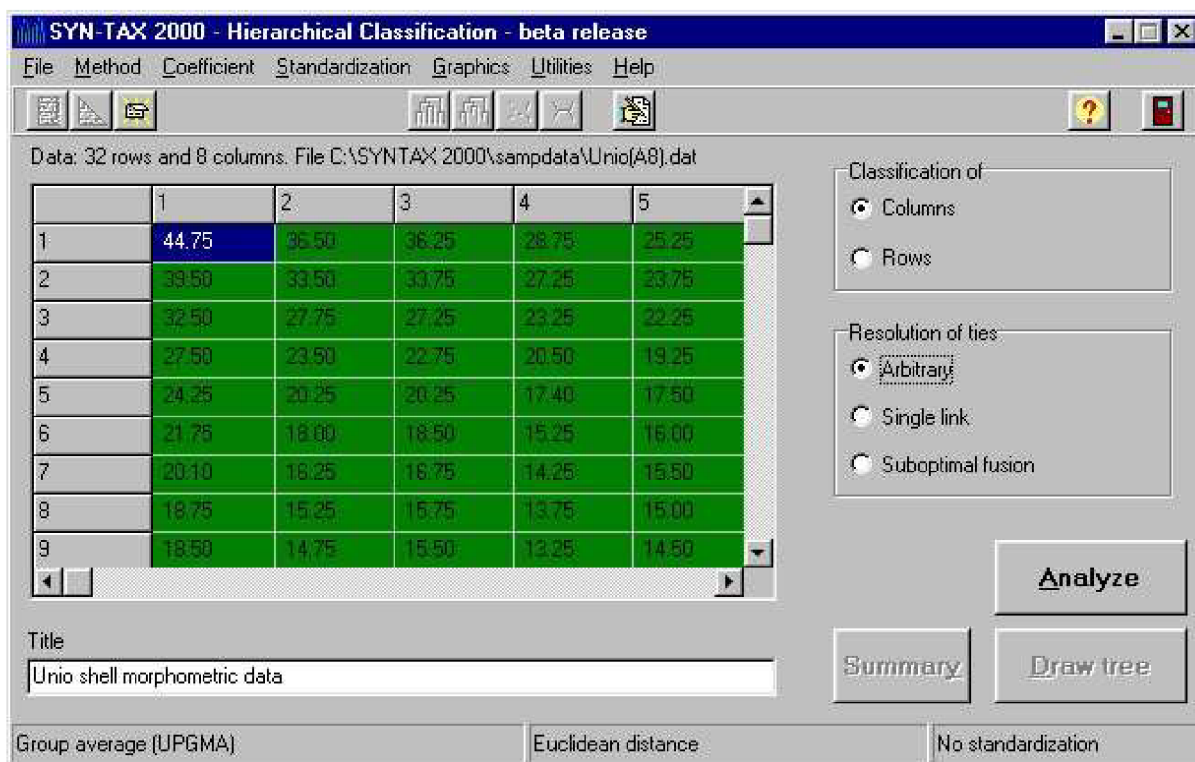 SYN-TAX 2000 - Hierarchical Classification - beta release
File Method Coefficient Standardization Graphics Utilities Help
Data: 32 rows and 8 columns. File C:\SYNTAX 2000\sampdata\Unio(A8).dat
1 2 3 4 5
1 44.75 36.50 36.25 28.75 25.25
2 39.50 33.50 33.75 27.25 23.75
3 32.50 27.75 27.25 23.25 22.25
4 27.50 23.50 22.75 20.50 19.25
5 24.25 20.25 20.25 17.40 17.50
6 21.75 18.00 18.50 15.25 16.00
7 20.10 16.25 16.75 14.25 15.50
8 18.75 15.25 15.75 13.75 15.00
9 18.50 14.75 15.50 13.25 14.50
Classification of
Columns
Rows
Resolution of ties
Arbitrary
Single link
Suboptimal fusion
Analyze
Summary
Draw tree
Title
Unio shell morphometric data
Group average (UPGMA)
Euclidean distance
No standardization